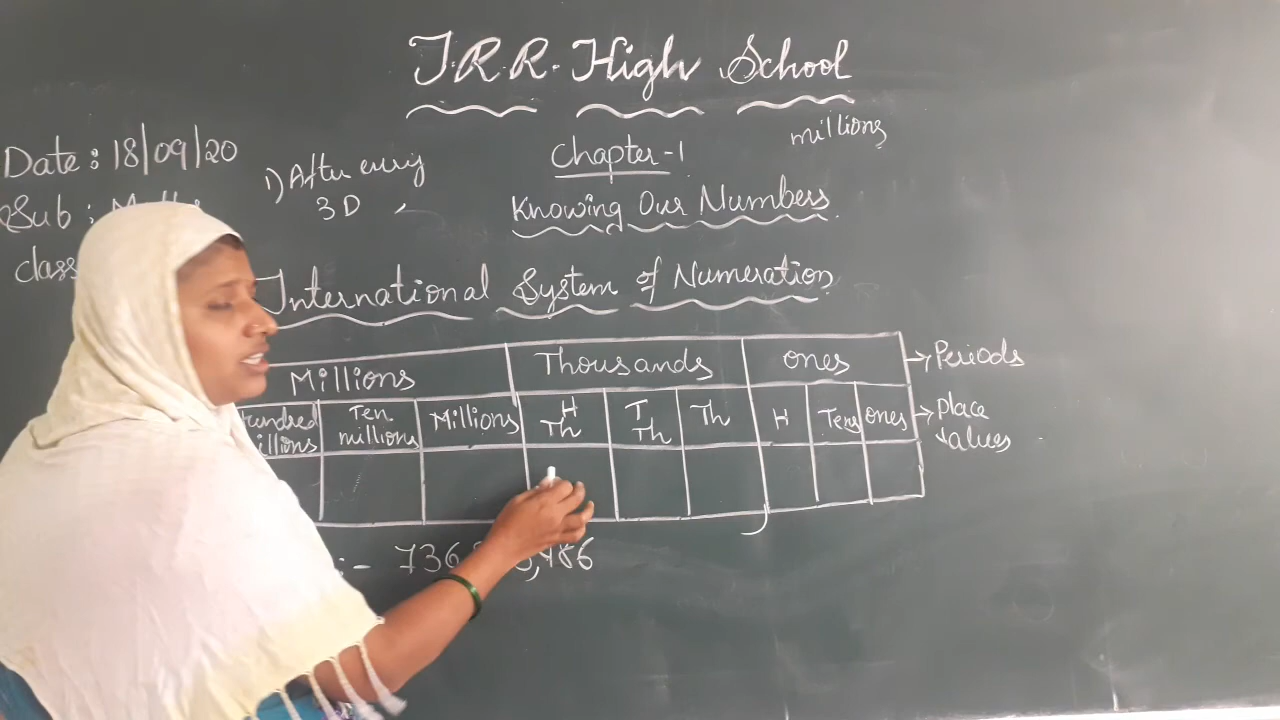 J.R.R. High School
millions
Date : 18/09/20
Chapter-1
1) After every
3D
Sub :
Knowing Our Numbers
class
International System of Numeration
Millions Thousands ones → Periods
Ten millions Millions H Th T Th Th H Tens ones → place values
:- 736 ,486